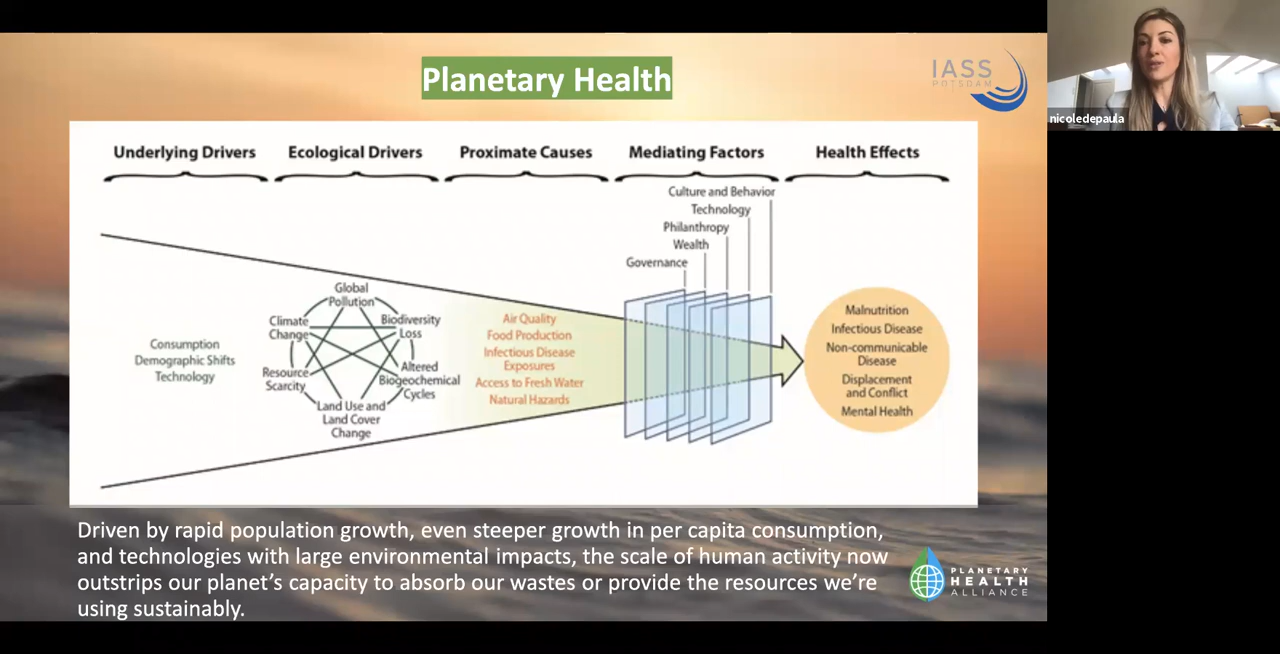 Planetary Health
IASS
POTSDAM
nicoledepaula
Underlying Drivers
Ecological Drivers
Proximate Causes
Mediating Factors
Health Effects
Culture and Behavior
Technology
Philanthropy
Wealth
Governance
Consumption
Demographic Shifts
Technology
Global
Pollution
Climate
Change
Biodiversity
Loss
Resource
Scarcity
Altered
Biogeochemical
Cycles
Land Use and
Land Cover
Change
Air Quality
Food Production
Infectious Disease
Exposures
Access to Fresh Water
Natural Hazards
Malnutrition
Infectious Disease
Non-communicable
Disease
Displacement
and Conflict
Mental Health
Driven by rapid population growth, even steeper growth in per capita consumption,
and technologies with large environmental impacts, the scale of human activity now
outstrips our planet's capacity to absorb our wastes or provide the resources we're
using sustainably.
PLANETARY
HEALTH
ALLIANCE